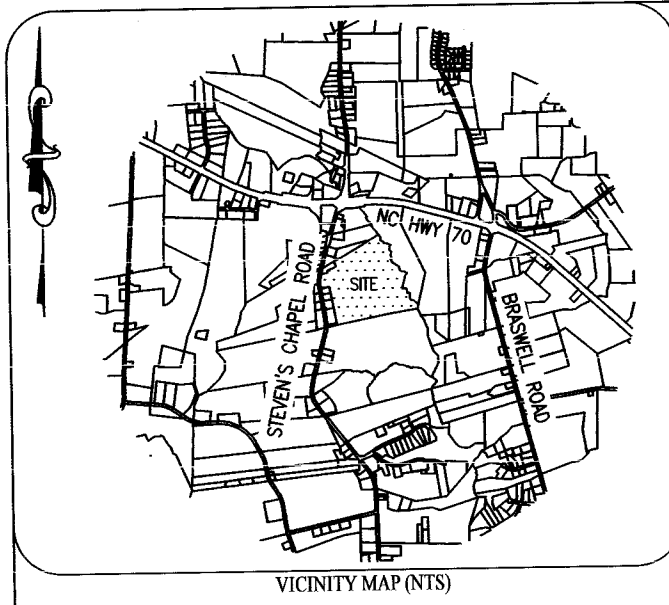 NC HWY 70
STEVEN'S CHAPEL ROAD
SITE
BRASWELL ROAD
VICINITY MAP (NTS)